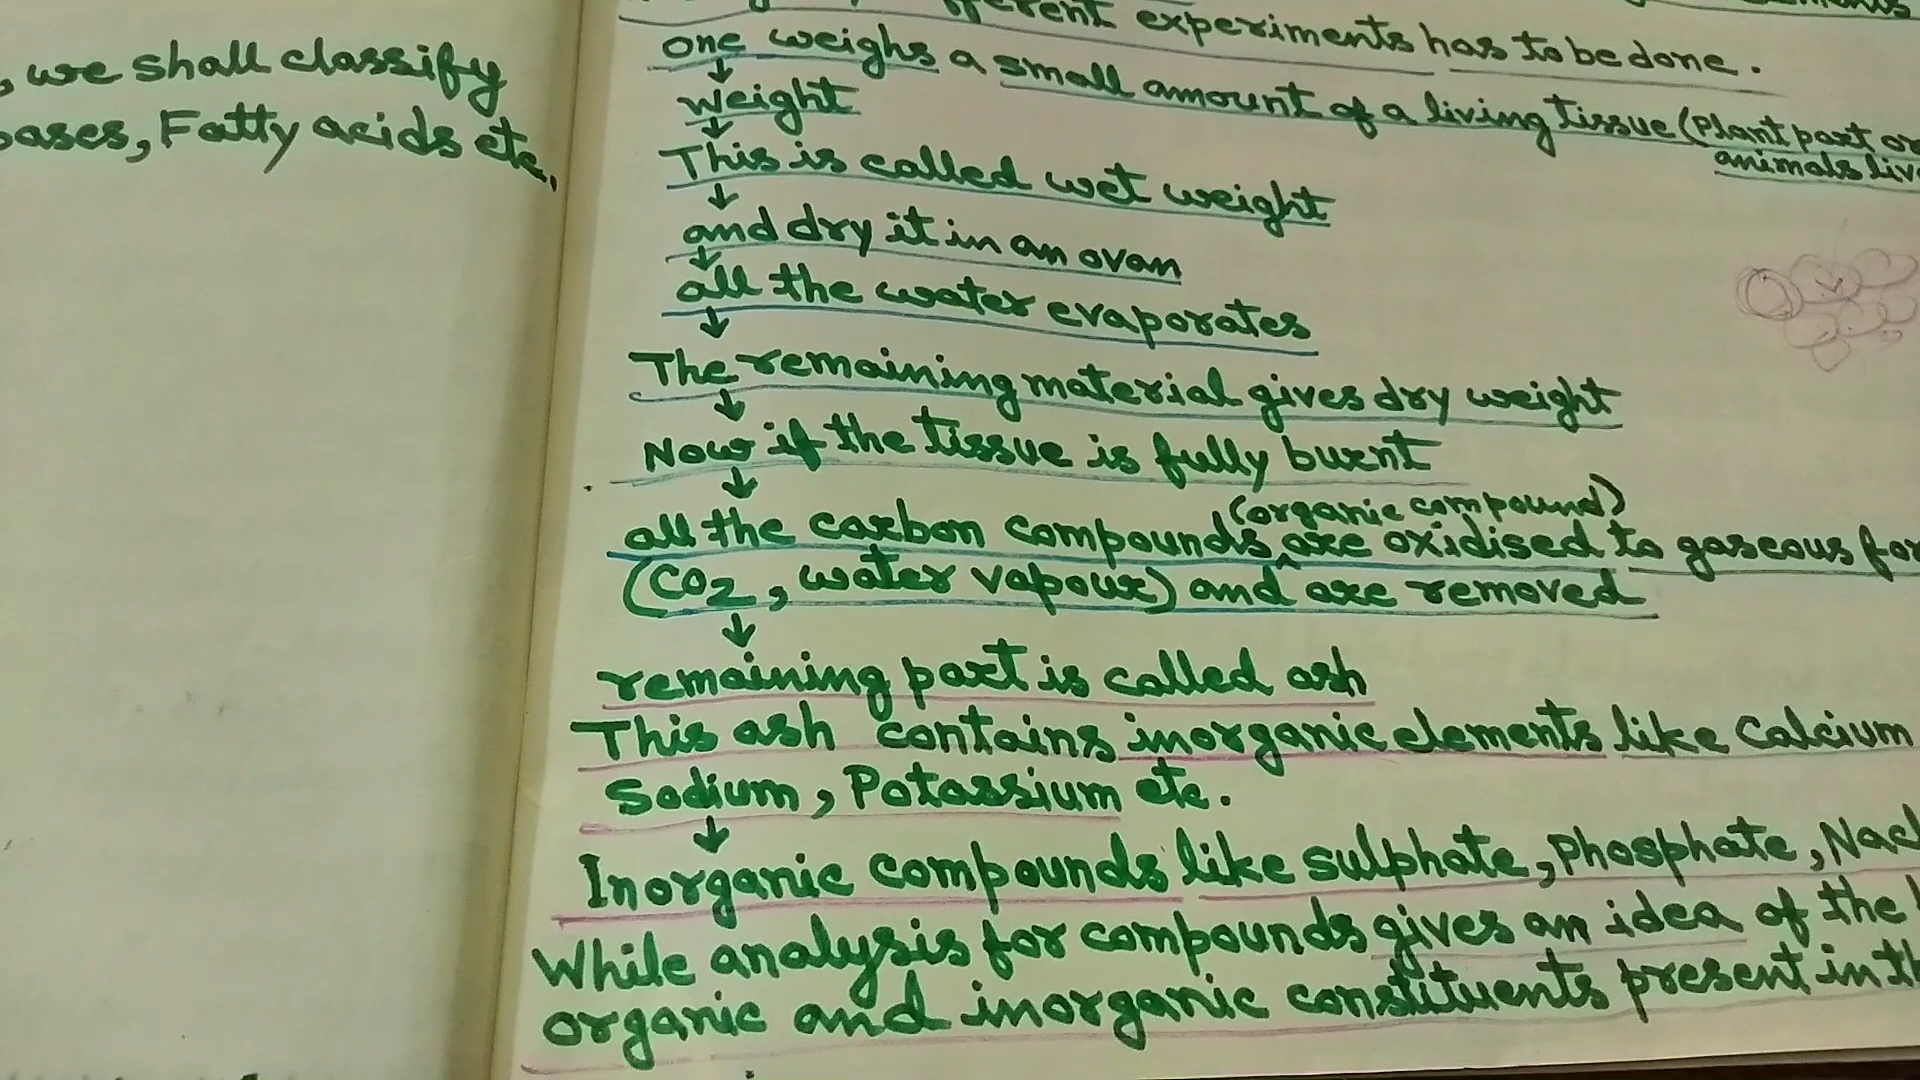 , we shall classify
bases, Fatty acids etc.
experiments has to be done.
one weighs a small amount of a living tissue (Plant part or
animals liv
weight
This is called wet weight
and dry it in an ovan
all the water evaporates
The remaining material gives dry weight
Now if the tissue is fully burnt
(organic compound)
all the carbon compounds are oxidised to gaseous for
(CO2, water vapour) and are removed
remaining part is called ash
This ash contains inorganic elements like Calcium
Sodium, Potassium etc.
Inorganic compounds like sulphate, Phosphate, Nacl
While analysis for compounds gives an idea of the
organic and inorganic constituents present in th